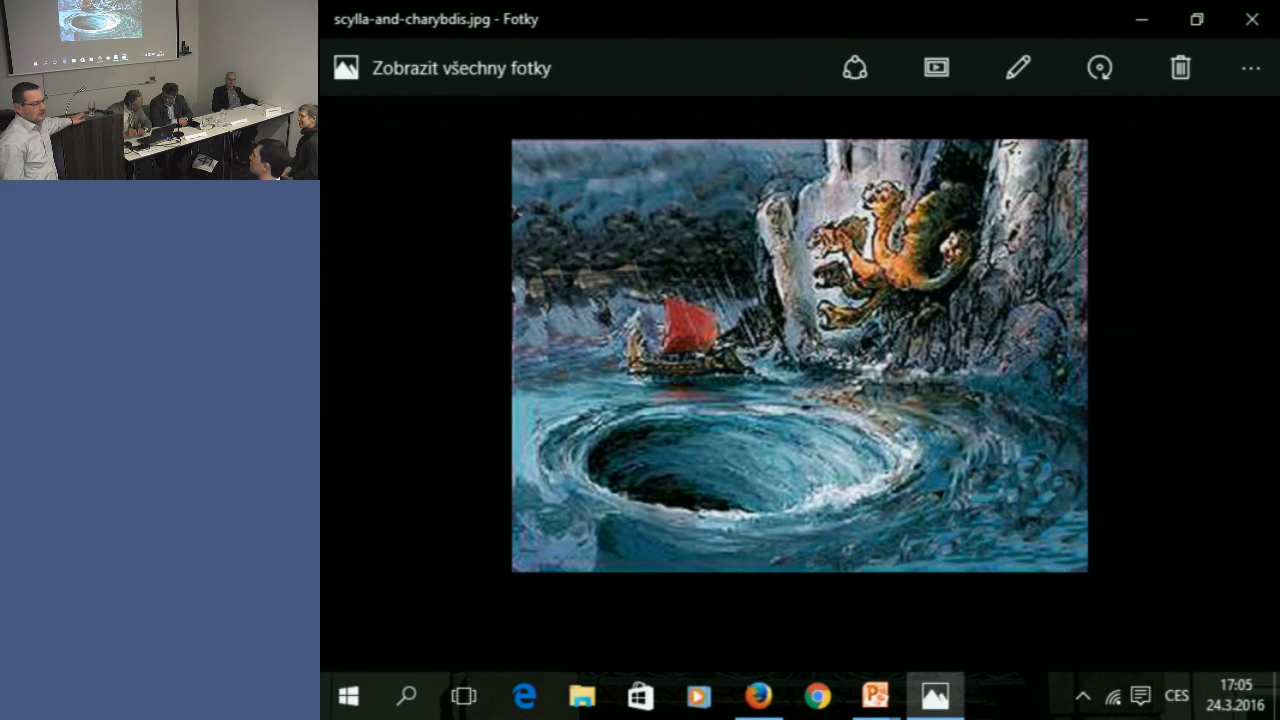 scylla-and-charybdis.jpg - Fotky
Zobrazit všechny fotky
CES
17:05
24.3.2016